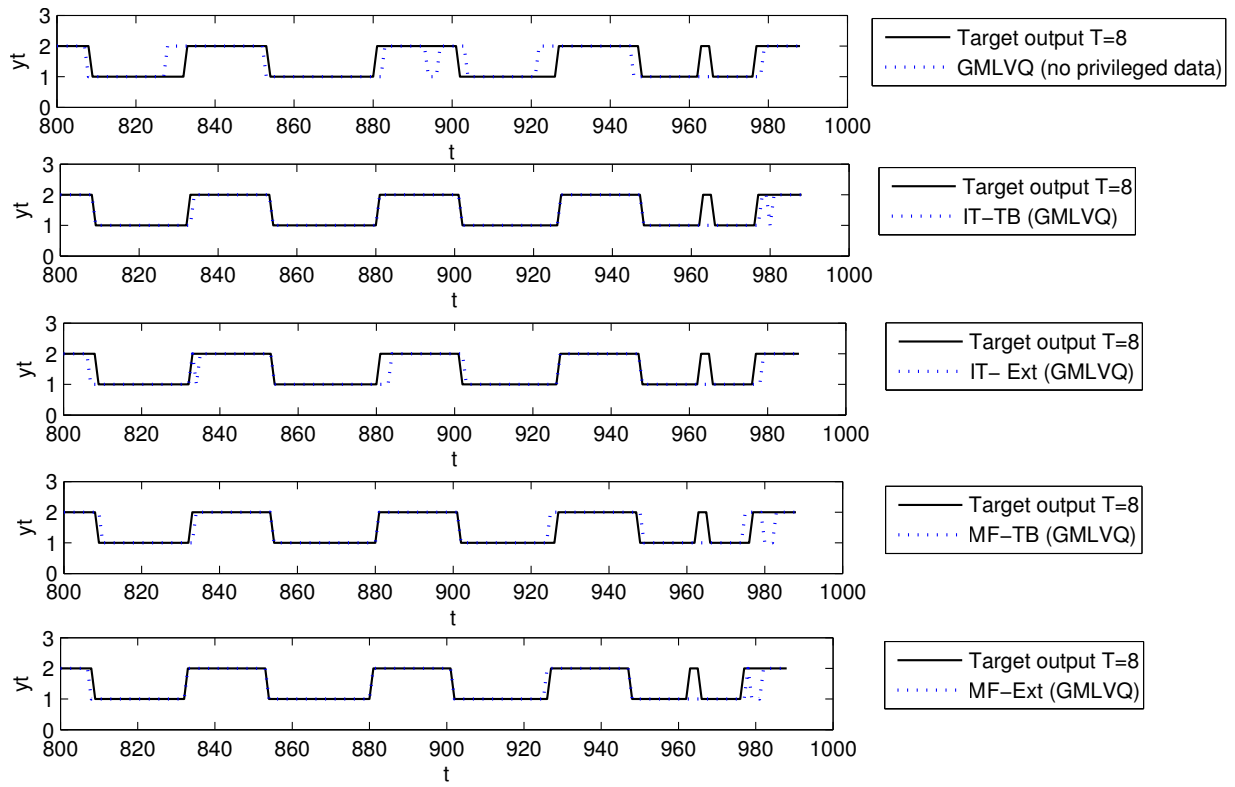 3
2
1
0
yt
800 820 840 860 880 900 920 940 960 980 1000
t
Target output T=8
GMLVQ (no privileged data)
3
2
1
0
yt
800 820 840 860 880 900 920 940 960 980 1000
t
Target output T=8
IT−TB (GMLVQ)
3
2
1
0
yt
800 820 840 860 880 900 920 940 960 980 1000
t
Target output T=8
IT− Ext (GMLVQ)
3
2
1
0
yt
800 820 840 860 880 900 920 940 960 980 1000
t
Target output T=8
MF−TB (GMLVQ)
3
2
1
0
yt
800 820 840 860 880 900 920 940 960 980 1000
t
Target output T=8
MF−Ext (GMLVQ)